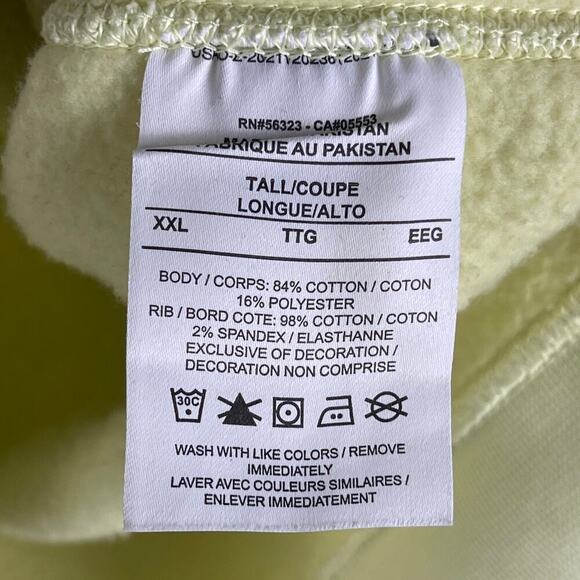 RN#56323 - CA#05553
FABRIQUE AU PAKISTAN
TALL/COUPE
LONGUE/ALTO
XXL TTG EEG
BODY / CORPS: 84% COTTON / COTON
16% POLYESTER
RIB / BORD COTE: 98% COTTON / COTON
2% SPANDEX / ELASTHANNE
EXCLUSIVE OF DECORATION /
DECORATION NON COMPRISE
30C
WASH WITH LIKE COLORS / REMOVE
IMMEDIATELY
LAVER AVEC COULEURS SIMILAIRES /
ENLEVER IMMEDIATEMENT